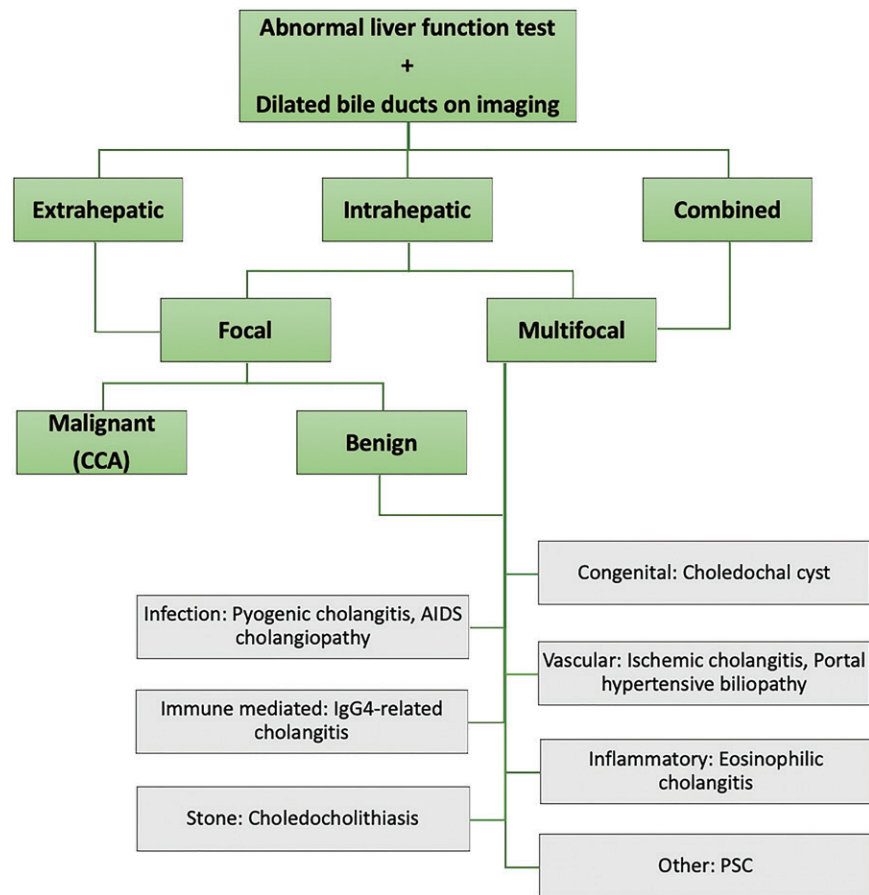 Abnormal liver function test
+
Dilated bile ducts on imaging
Extrahepatic
Intrahepatic
Combined
Focal
Multifocal
Malignant
(CCA)
Benign
Congenital: Choledochal cyst
Infection: Pyogenic cholangitis, AIDS
cholangiopathy
Vascular: Ischemic cholangitis, Portal
hypertensive biliopathy
Immune mediated: IgG4-related
cholangitis
Inflammatory: Eosinophilic
cholangitis
Stone: Choledocholithiasis
Other: PSC